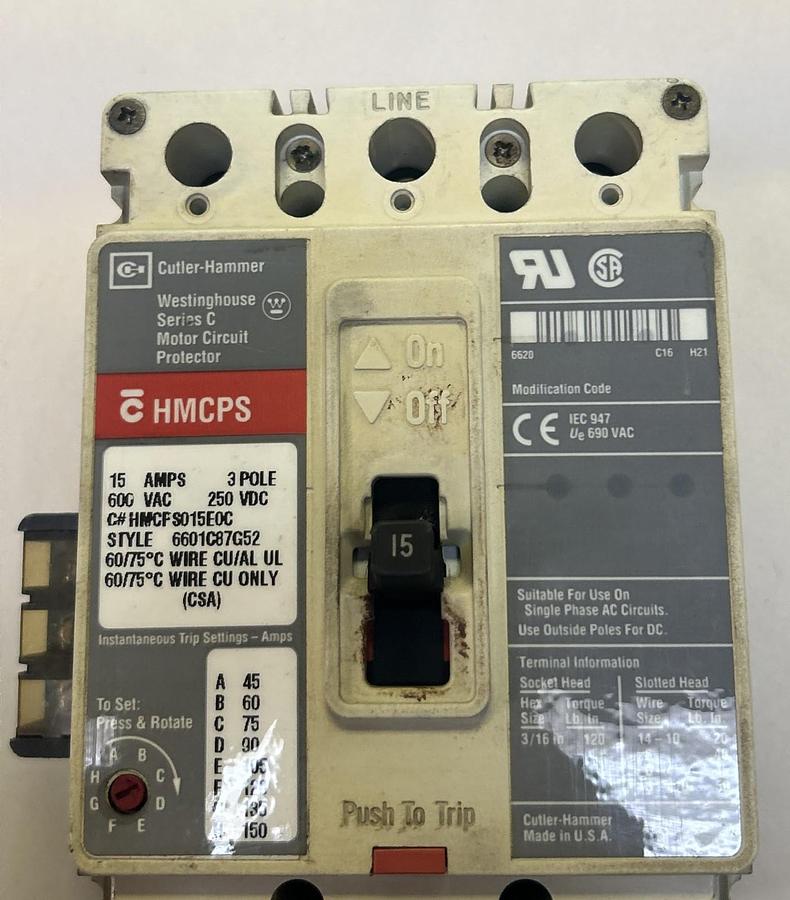 LINE
Cutler-Hammer
Westinghouse
Series C
Motor Circuit
Protector
C HMCPS
15 AMPS 3 POLE
600 VAC 250 VDC
C# HMCPS015E0C
STYLE 6601C87G52
60/75°C WIRE CU/AL UL
60/75°C WIRE CU ONLY
(CSA)
Instantaneous Trip Settings – Amps
To Set:
Press & Rotate
A B C D E F G H
A 45
B 60
C 75
D 90
E
135
150
On
Off
15
Push To Trip
6620 C16 H21
Modification Code
CE IEC 947
Ue 690 VAC
Suitable For Use On
Single Phase AC Circuits.
Use Outside Poles For DC.
Terminal Information
Socket Head Slotted Head
Hex Torque Wire Torque
Size Lb. In. Size Lb. In.
3/16 in 120 14-10 20
Cutler-Hammer
Made in U.S.A.